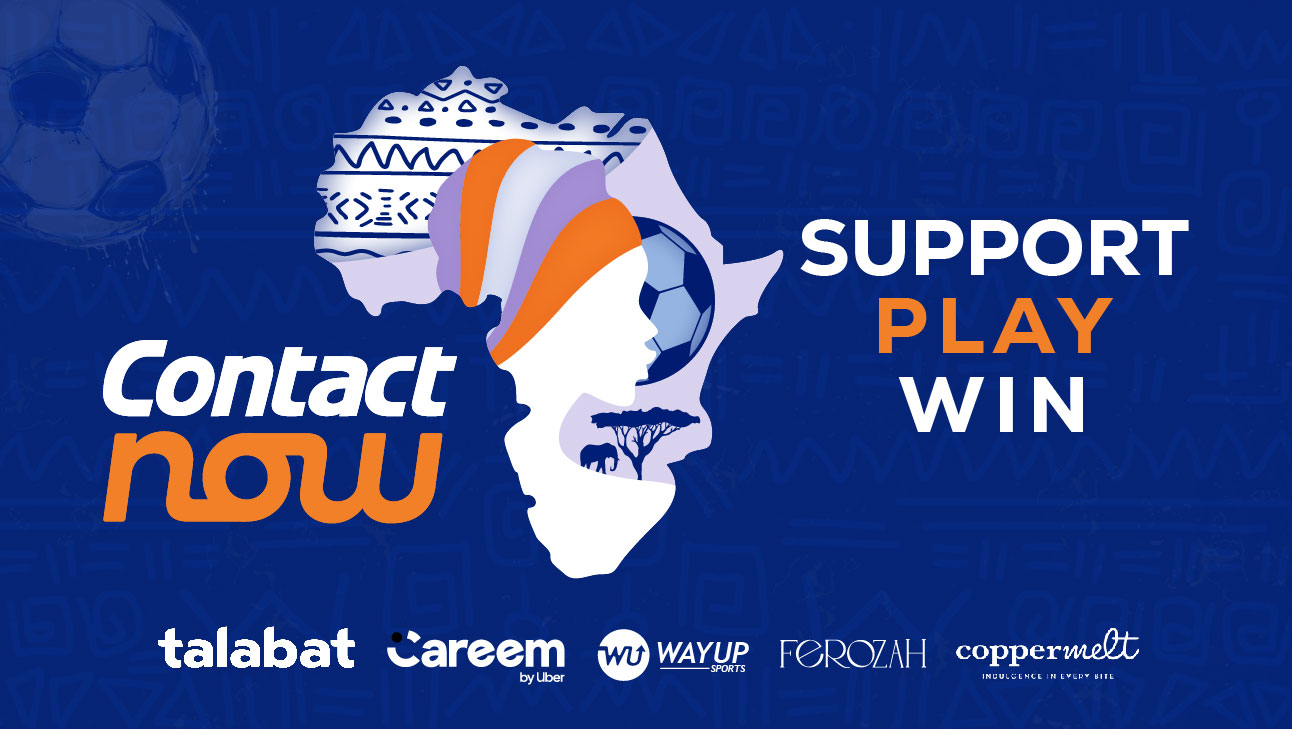 SUPPORT
PLAY
WIN
Contact
now
talabat
Careem
by Uber
WU WAYUP
SPORTS
FEROZAH
coppermelt
INDULGENCE IN EVERY BITE